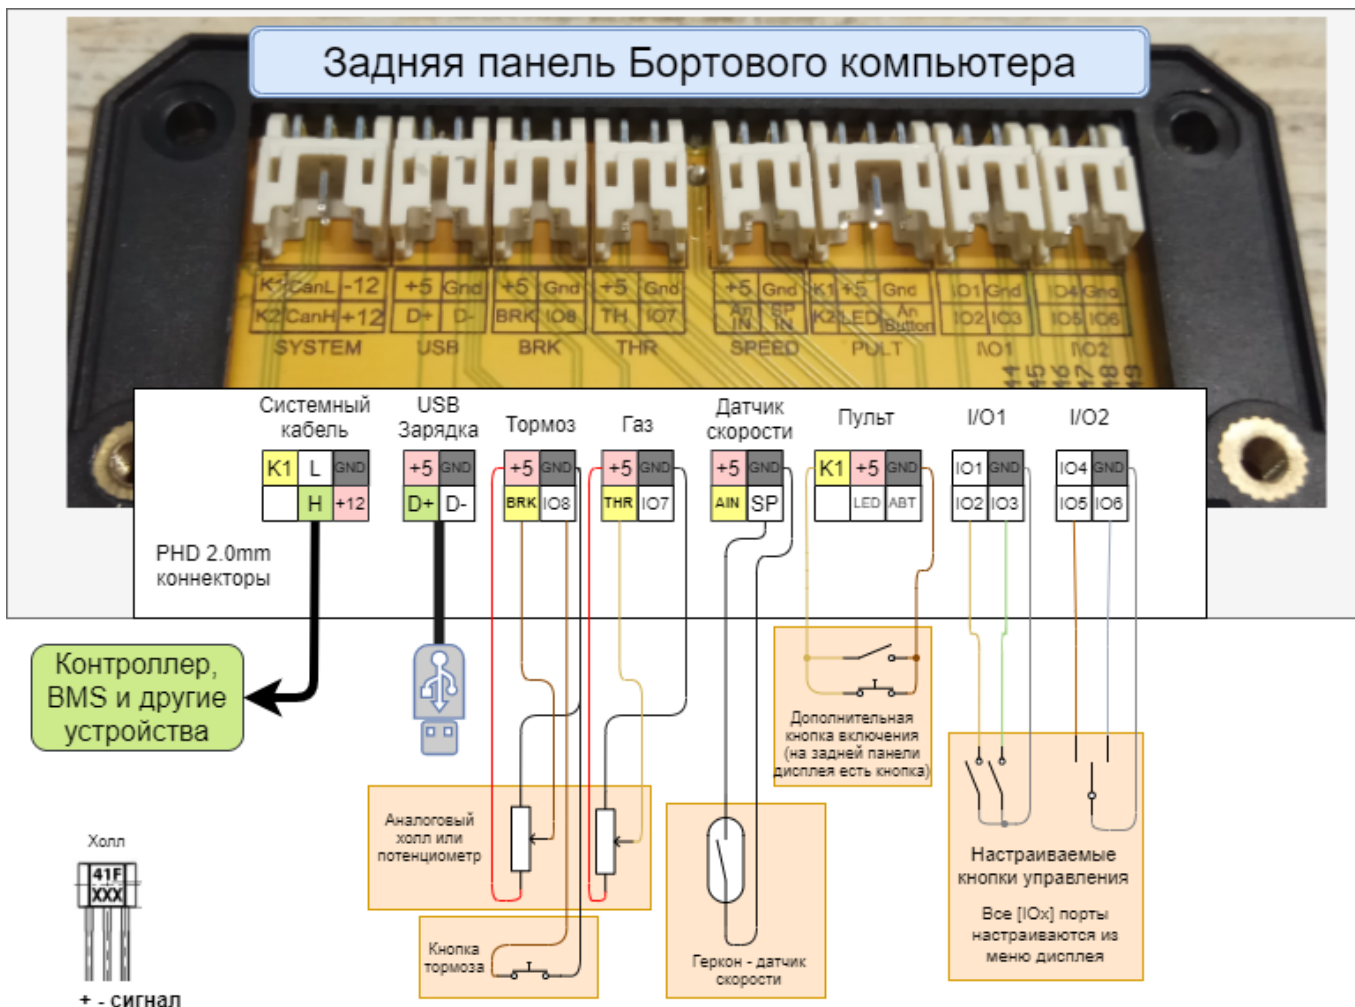 Задняя панель Бортового компьютера
K1 CanL -12
K2 CanH +12
SYSTEM
+5 Gnd
D+ D-
USB
+5 Gnd
BRK IO8
BRK
+5 Gnd
TH IO7
THR
+5 Gnd
An IN SP IN
SPEED
K1 +5 Gnd
K2 LED An Button
PULT
IO1 Gnd
IO2 IO3
I/O1
IO4 Gnd
IO5 IO6
I/O2
Системный
кабель
K1 L GND
H +12
USB
Зарядка
+5 GND
D+ D-
Тормоз
+5 GND
BRK IO8
Газ
+5 GND
THR IO7
Датчик
скорости
+5 GND
AIN SP
Пульт
K1 +5 GND
LED ABT
I/O1
IO1 GND
IO2 IO3
I/O2
IO4 GND
IO5 IO6
PHD 2.0mm
коннекторы
Контроллер,
BMS и другие
устройства
Дополнительная
кнопка включения
(на задней панели
дисплея есть кнопка)
Аналоговый
холл или
потенциометр
Кнопка
тормоза
Геркон - датчик
скорости
Настраиваемые
кнопки управления
Все [IOx] порты
настраиваются из
меню дисплея
Холл
41F
XXX
+ - сигнал